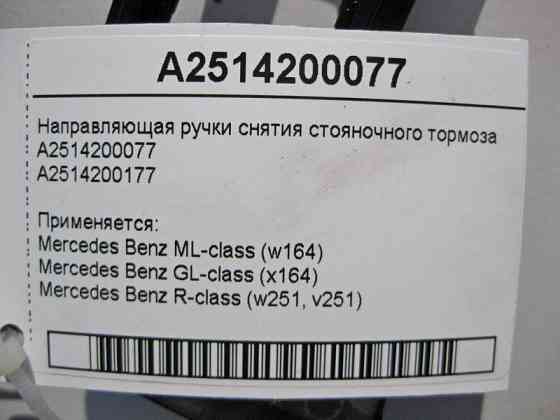 A2514200077
Направляющая ручки снятия стояночного тормоза
A2514200077
A2514200177
Применяется:
Mercedes Benz ML-class (w164)
Mercedes Benz GL-class (x164)
Mercedes Benz R-class (w251, v251)